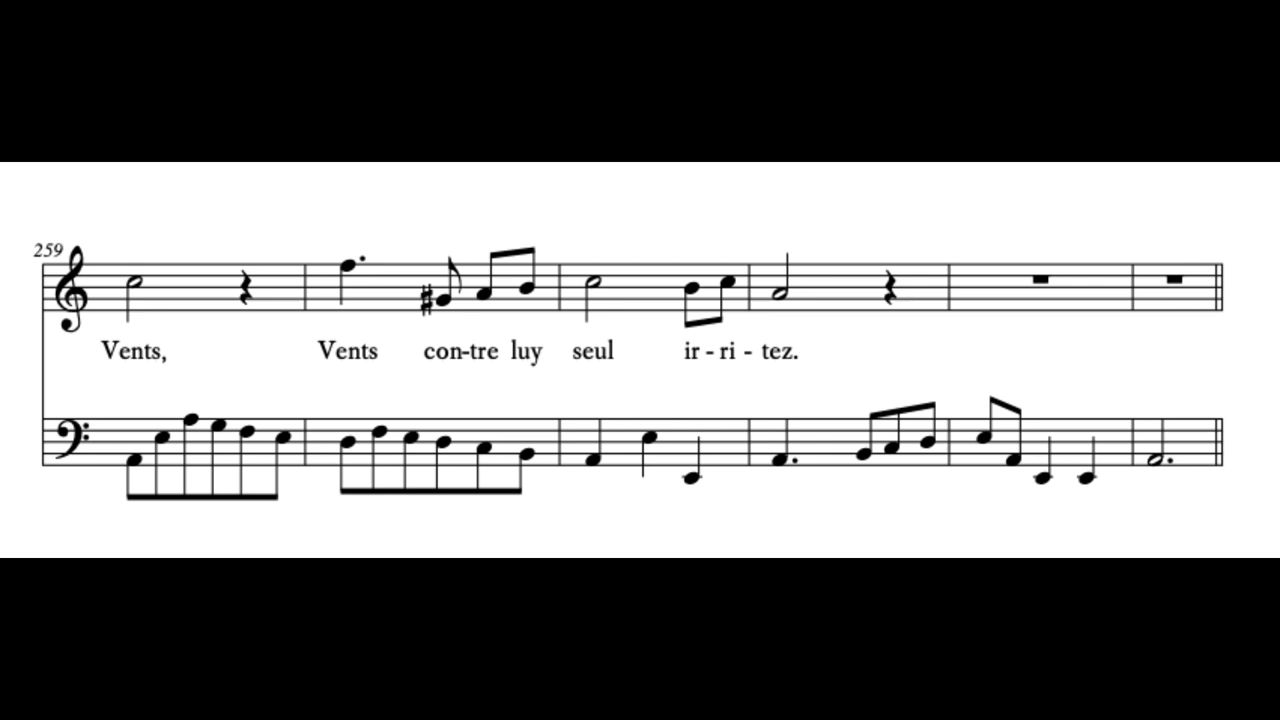 259
Vents, Vents con-tre luy seul ir - ri - tez.